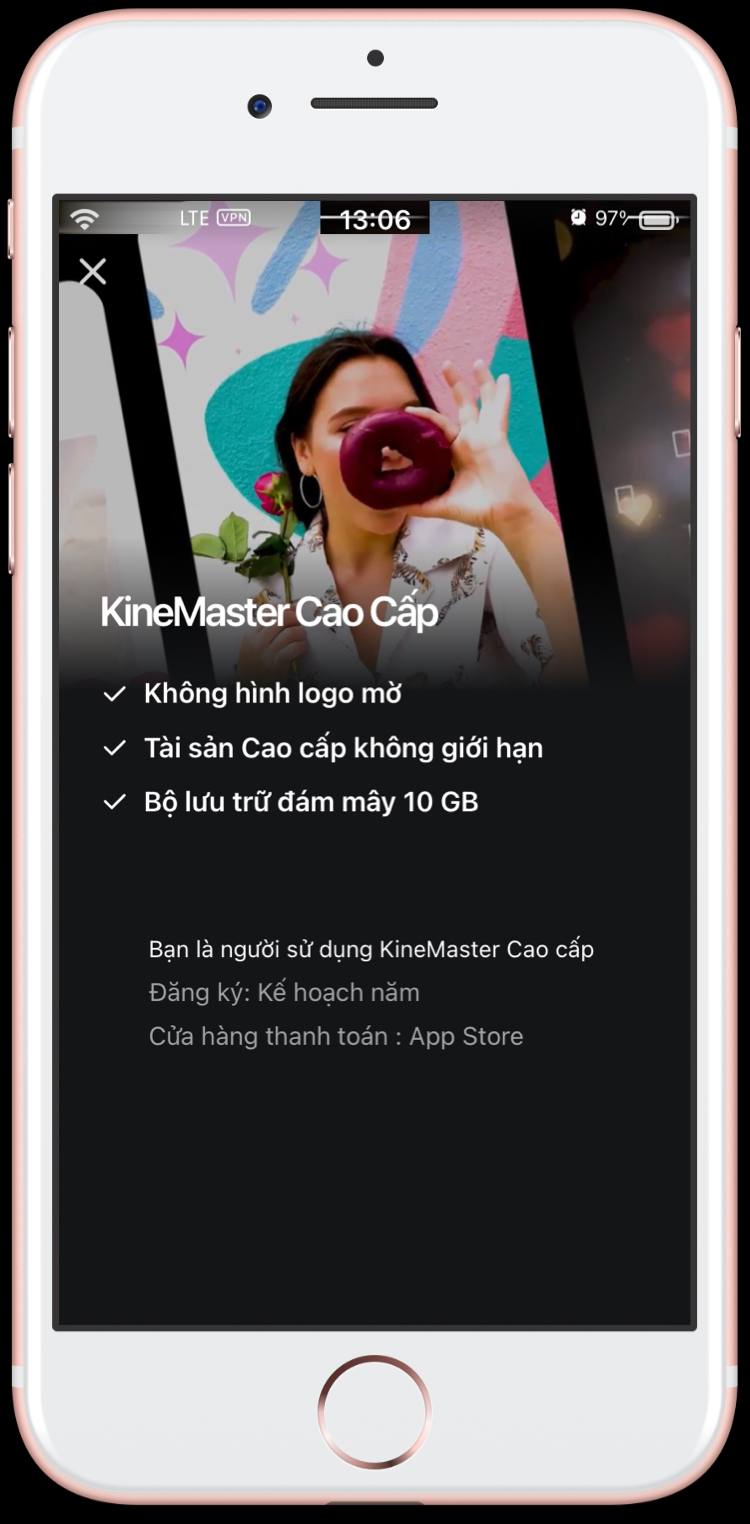 LTE VPN 13:06 97%
KineMaster Cao Cấp
Không hình logo mờ
Tài sản Cao cấp không giới hạn
Bộ lưu trữ đám mây 10 GB
Bạn là người sử dụng KineMaster Cao cấp
Đăng ký: Kế hoạch năm
Cửa hàng thanh toán : App Store